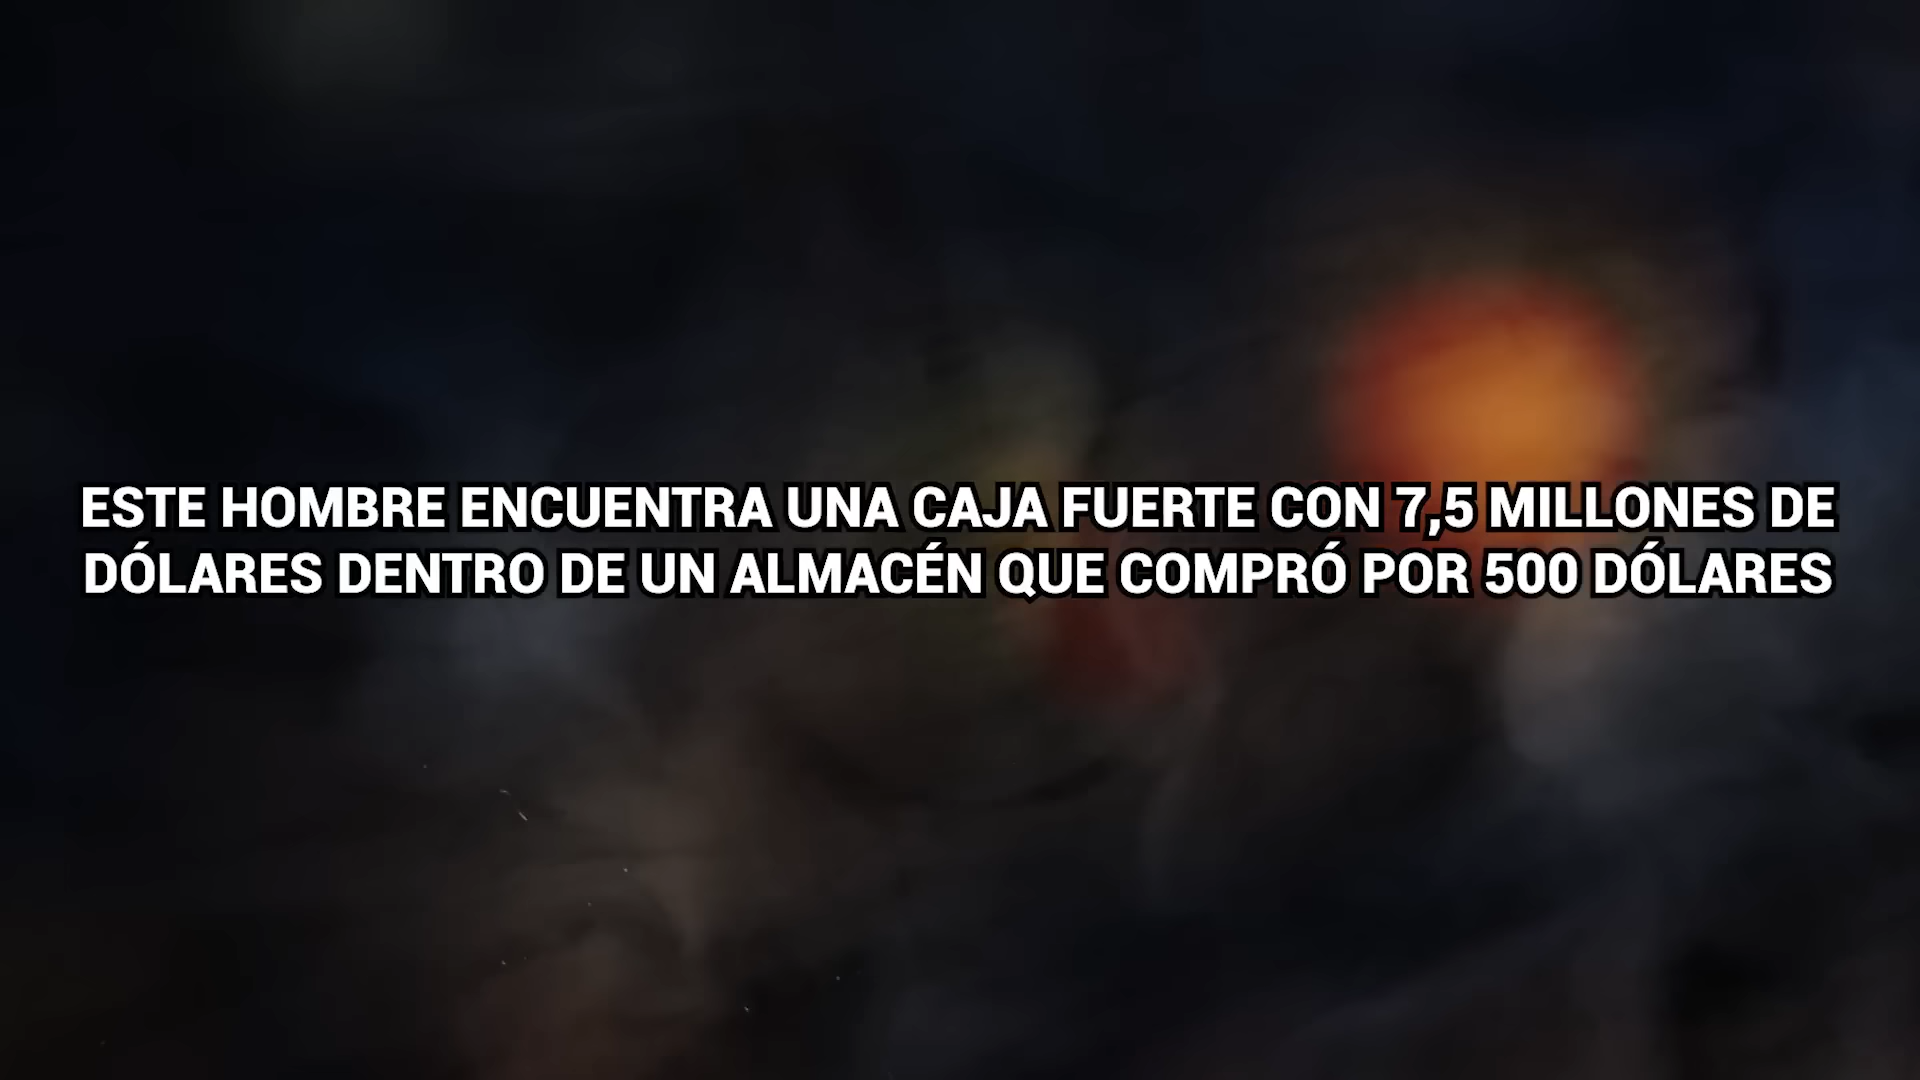 ESTE HOMBRE ENCUENTRA UNA CAJA FUERTE CON 7,5 MILLONES DE
DÓLARES DENTRO DE UN ALMACÉN QUE COMPRÓ POR 500 DÓLARES